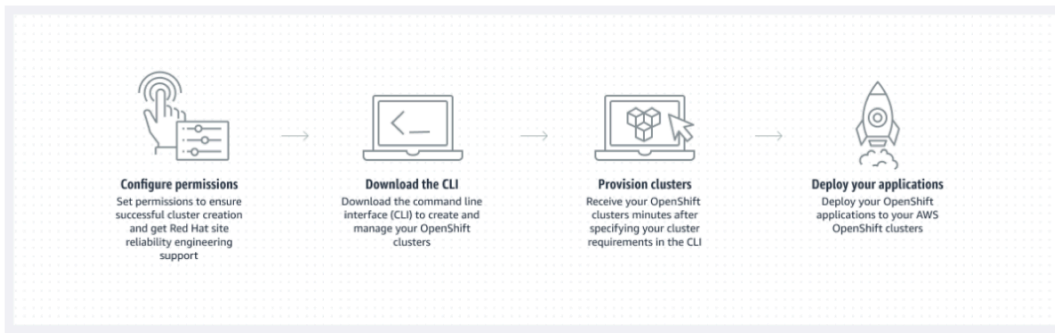 Configure permissions
Set permissions to ensure
successful cluster creation
and get Red Hat site
reliability engineering
support
Download the CLI
Download the command line
interface (CLI) to create and
manage your OpenShift
clusters
Provision clusters
Receive your OpenShift
clusters minutes after
specifying your cluster
requirements in the CLI
Deploy your applications
Deploy your OpenShift
applications to your AWS
OpenShift clusters